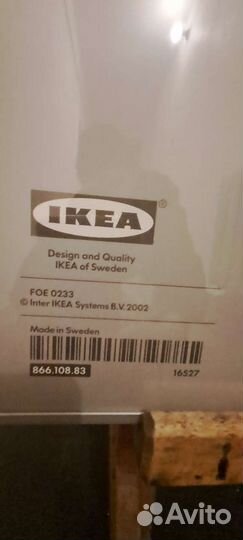 IKEA®
Design and Quality
IKEA of Sweden
FOE 0233
© Inter IKEA Systems B.V. 2002
Made in Sweden
866.108.83 16527
Avito